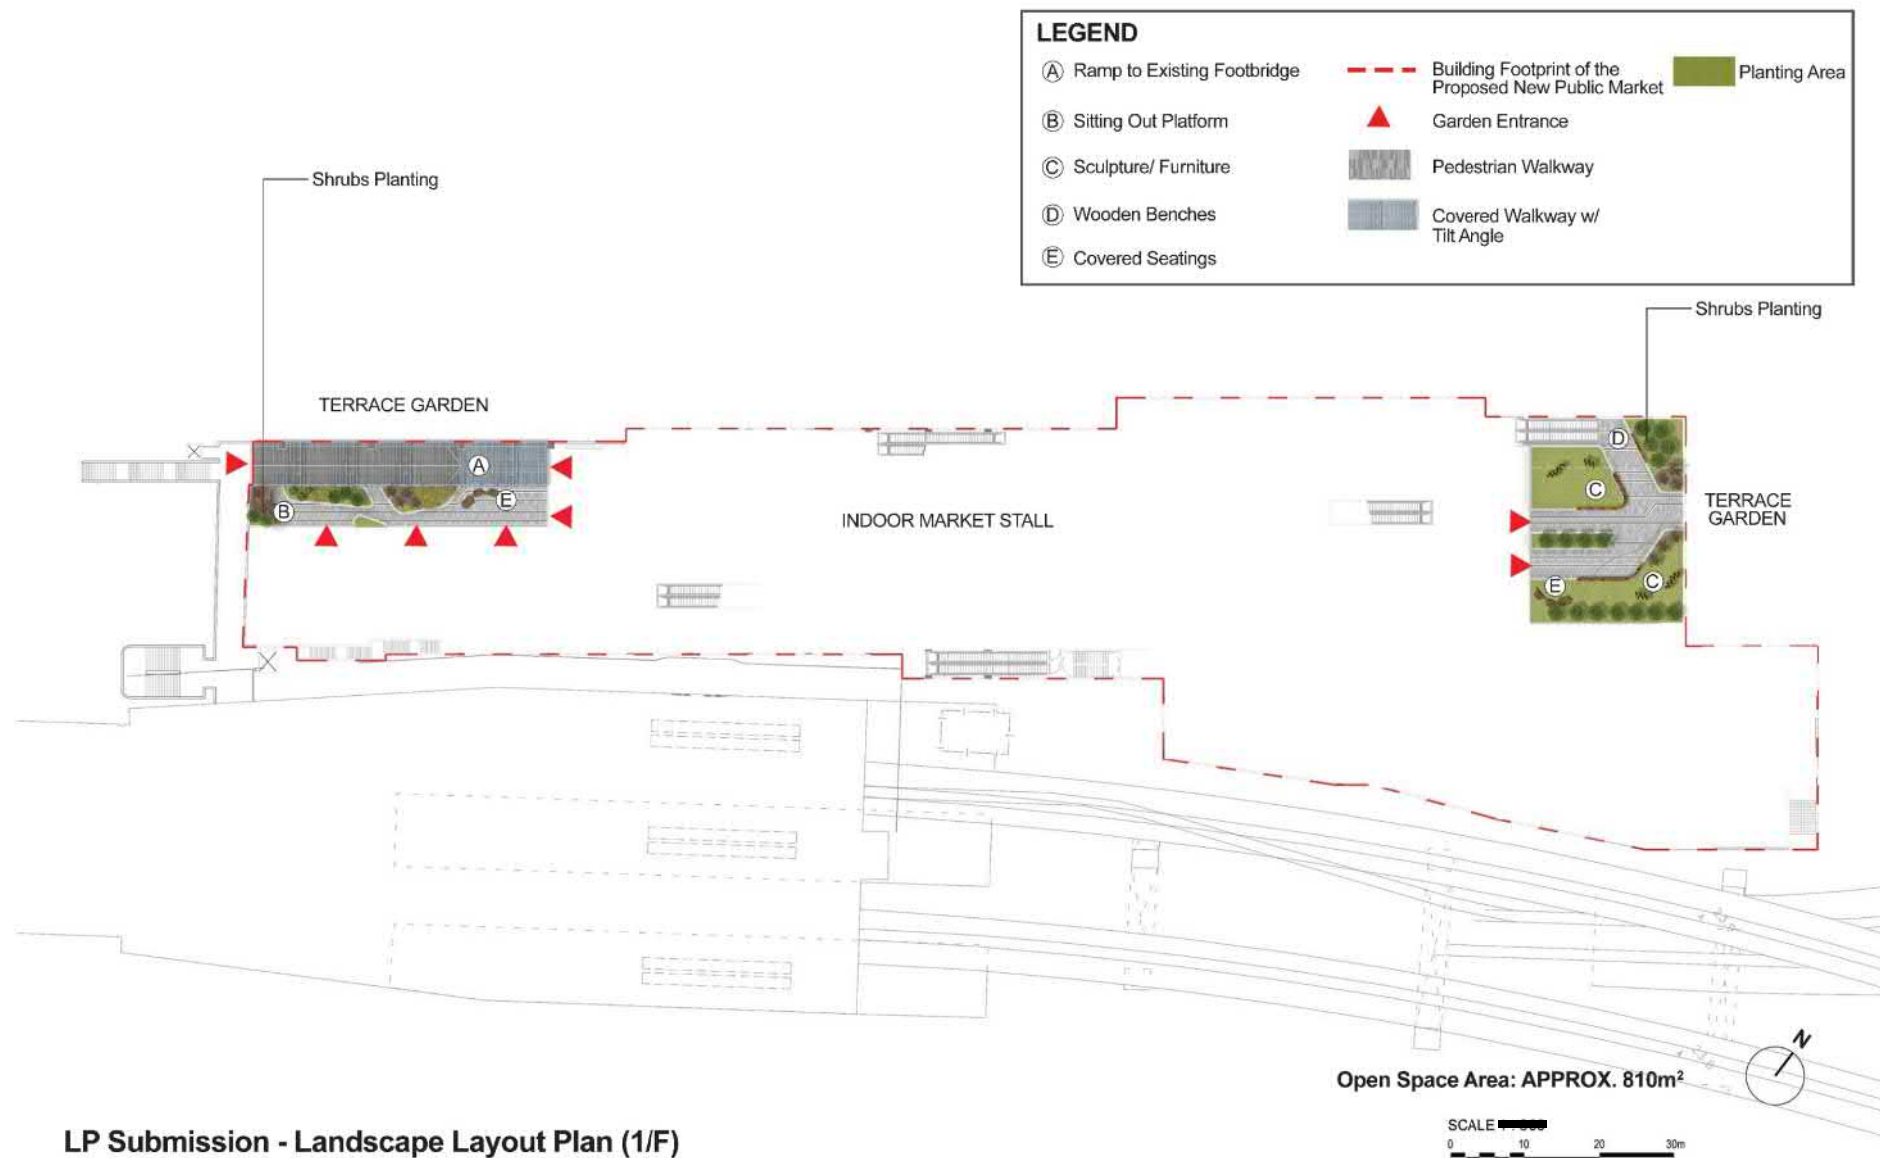 LEGEND
A Ramp to Existing Footbridge
B Sitting Out Platform
C Sculpture/ Furniture
D Wooden Benches
E Covered Seatings
Building Footprint of the
Proposed New Public Market
Garden Entrance
Pedestrian Walkway
Covered Walkway w/
Tilt Angle
Planting Area
Shrubs Planting
Shrubs Planting
TERRACE GARDEN
A
B
E
INDOOR MARKET STALL
D
C
TERRACE
GARDEN
E
C
N
Open Space Area: APPROX. 810m²
SCALE
0 10 20 30m
LP Submission - Landscape Layout Plan (1/F)